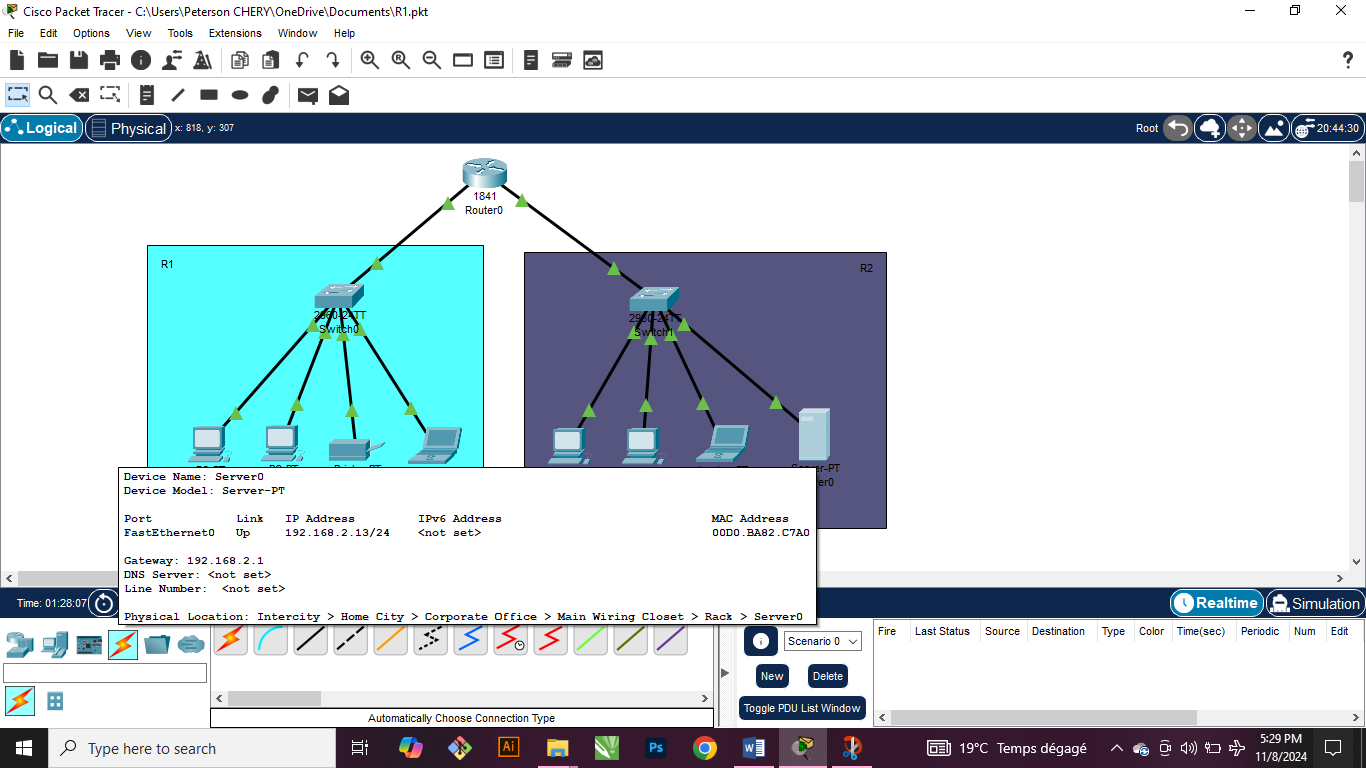 Cisco Packet Tracer - C:\Users\Peterson CHERY\OneDrive\Documents\R1.pkt
File Edit Options View Tools Extensions Window Help
Logical Physical x: 818, y: 307 Root 20:44:30
1841
Router0
R1
R2
2960-24TT
Switch0
2950-24T
Switch1
Server-PT
Device Name: Server0
Device Model: Server-PT
Port Link IP Address IPv6 Address MAC Address
FastEthernet0 Up 192.168.2.13/24 <not set> 00D0.BA82.C7A0
Gateway: 192.168.2.1
DNS Server: <not set>
Line Number: <not set>
Physical Location: Intercity > Home City > Corporate Office > Main Wiring Closet > Rack > Server0
Time: 01:28:07
Realtime Simulation
Scenario 0
New Delete
Toggle PDU List Window
Fire Last Status Source Destination Type Color Time(sec) Periodic Num Edit
Automatically Choose Connection Type
Type here to search
19°C Temps dégagé
5:29 PM
11/8/2024